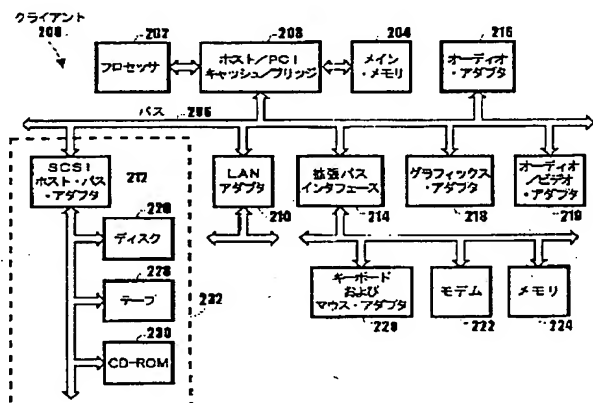 クライアント
200
202
プロセッサ
208
ホスト/PCI
キャッシュ/ブリッジ
204
メイン
・メモリ
216
オーディオ
・アダプタ
バス
206
SCSI
ホスト・バス
・アダプタ
212
LAN
アダプタ
210
拡張バス
インタフェース
214
グラフィックス
・アダプタ
218
オーディオ
/ビデオ・
アダプタ
219
ディスク
226
テープ
228
CD-ROM
230
232
キーボード
および
マウス・アダプタ
220
モデム
222
メモリ
224